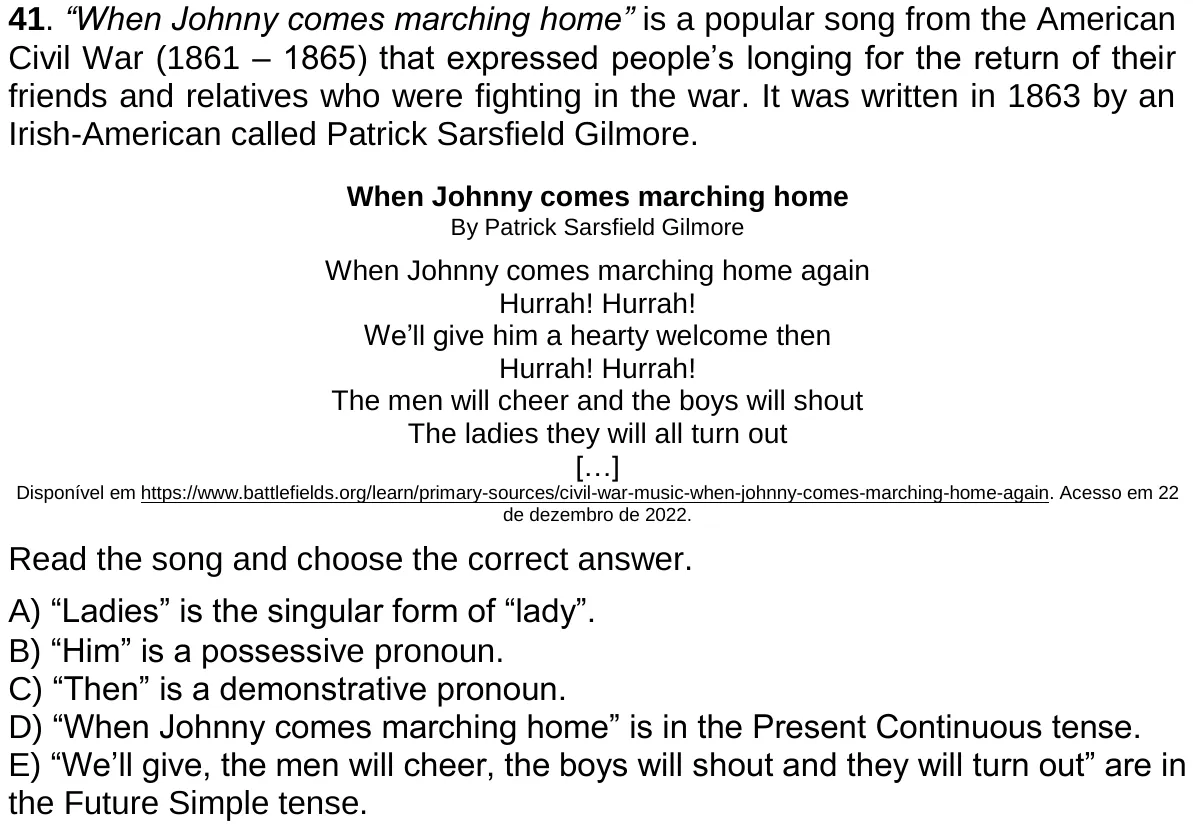 41. “When Johnny comes marching home” is a popular song from the American
Civil War (1861 – 1865) that expressed people’s longing for the return of their
friends and relatives who were fighting in the war. It was written in 1863 by an
Irish-American called Patrick Sarsfield Gilmore.
When Johnny comes marching home
By Patrick Sarsfield Gilmore
When Johnny comes marching home again
Hurrah! Hurrah!
We’ll give him a hearty welcome then
Hurrah! Hurrah!
The men will cheer and the boys will shout
The ladies they will all turn out
[…]
Disponível em https://www.battlefields.org/learn/primary-sources/civil-war-music-when-johnny-comes-marching-home-again. Acesso em 22
de dezembro de 2022.
Read the song and choose the correct answer.
A) “Ladies” is the singular form of “lady”.
B) “Him” is a possessive pronoun.
C) “Then” is a demonstrative pronoun.
D) “When Johnny comes marching home” is in the Present Continuous tense.
E) “We’ll give, the men will cheer, the boys will shout and they will turn out” are in
the Future Simple tense.